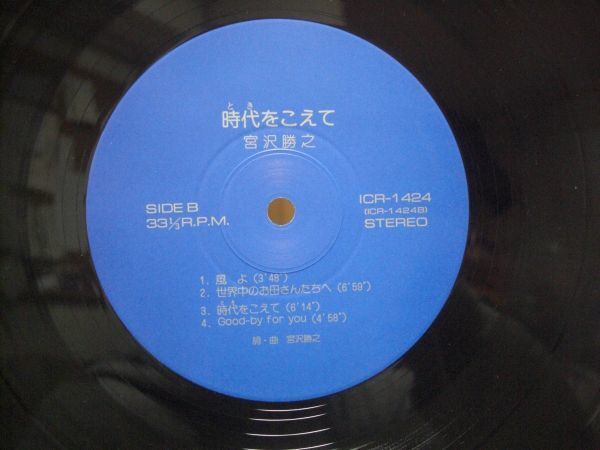 とき
時代をこえて
宮沢勝之
SIDE B
33⅓R.P.M.
ICR-1424
(ICR-1424B)
STEREO
1. 風 よ (3'48")
2. 世界中のお母さんたちへ (6'59")
とき
3. 時代をこえて (6'14")
4. Good-by for you (4'58")
詞・曲 宮沢勝之